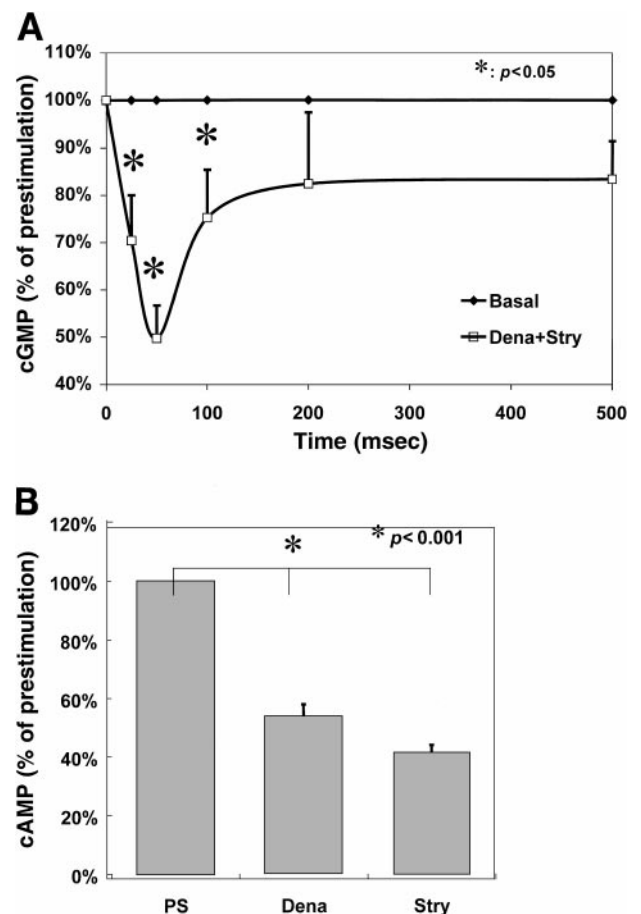 A
110%
100%
90%
80%
70%
60%
50%
40%
cGMP (% of prestimulation)
*: p<0.05
*
*
*
Basal
Dena+Stry
0 100 200 300 400 500
Time (msec)
B
120%
100%
80%
60%
40%
20%
0%
cAMP (% of prestimulation)
* * p< 0.001
PS Dena Stry